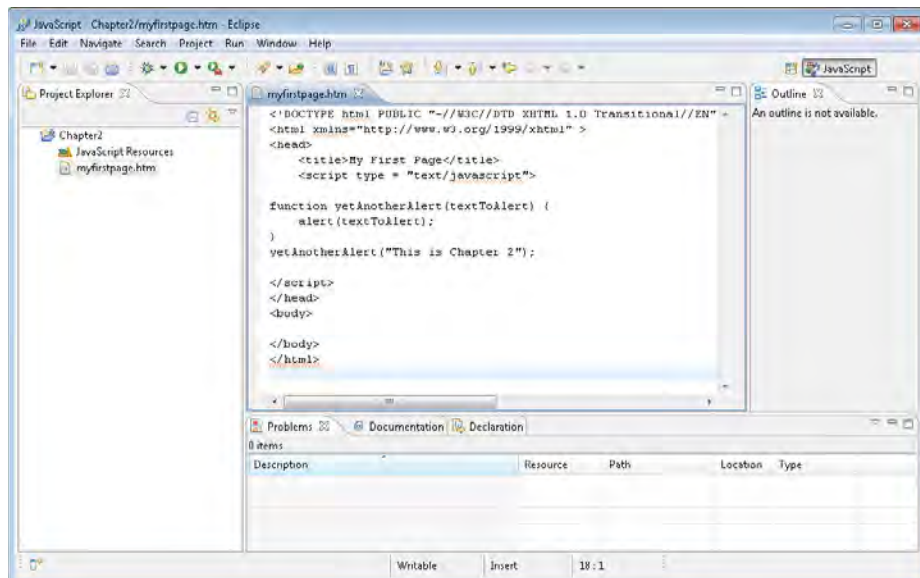 JavaScript Chapter2/myfirstpage.htm - Eclipse
File Edit Navigate Search Project Run Window Help
JavaScript
Project Explorer
Chapter2
JavaScript Resources
myfirstpage.htm
myfirstpage.htm
<!DOCTYPE html PUBLIC "-//W3C//DTD XHTML 1.0 Transitional//EN"
<html xmlns="http://www.w3.org/1999/xhtml" >
<head>
<title>My First Page</title>
<script type = "text/javascript">
function yetAnotherAlert(textToAlert) {
alert(textToAlert);
}
yetAnotherAlert("This is Chapter 2");
</script>
</head>
<body>
</body>
</html>
Outline
An outline is not available.
Problems Documentation Declaration
0 items
Description Resource Path Location Type
Writable Insert 18 : 1